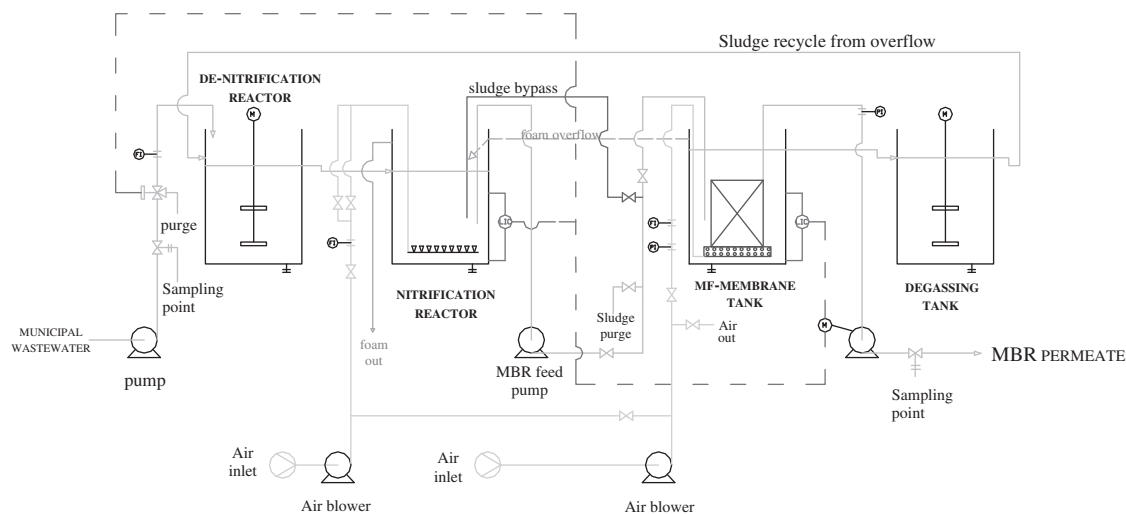 Sludge recycle from overflow
DE-NITRIFICATION
REACTOR
M
sludge bypass
foam overflow
FI
PI
M
purge
LIC
FI
LIC
FI
PI
Sampling
point
NITRIFICATION
REACTOR
MF-MEMBRANE
TANK
DEGASSING
TANK
MUNICIPAL
WASTEWATER
pump
foam
out
MBR feed
pump
Sludge
purge
Air
out
M
MBR PERMEATE
Sampling
point
Air
inlet
Air blower
Air
inlet
Air blower